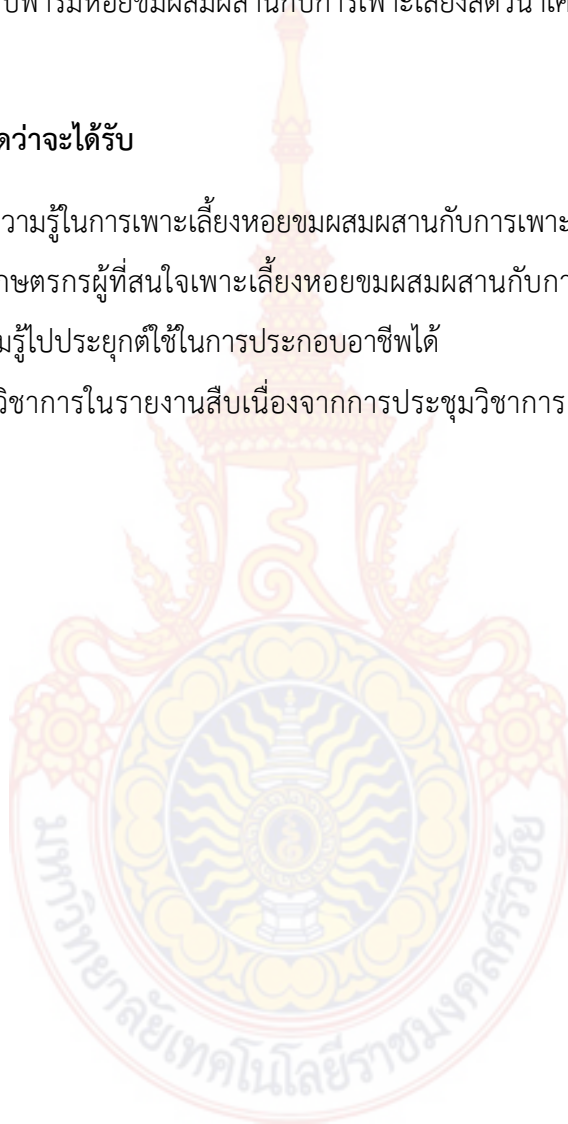 บฟาร์มหอยขมผสมผสานกับการเพาะเลี้ยงสัตว์น้ำเศ
ว่าจะได้รับ
วามรู้ในการเพาะเลี้ยงหอยขมผสมผสานกับการเพาะ
กษตรกรผู้ที่สนใจเพาะเลี้ยงหอยขมผสมผสานกับกา
มรู้ไปประยุกต์ใช้ในการประกอบอาชีพได้
วิชาการในรายงานสืบเนื่องจากการประชุมวิชาการ
มหาวิทยาลัยเทคโนโลยีราชมงคลศรีวิชัย